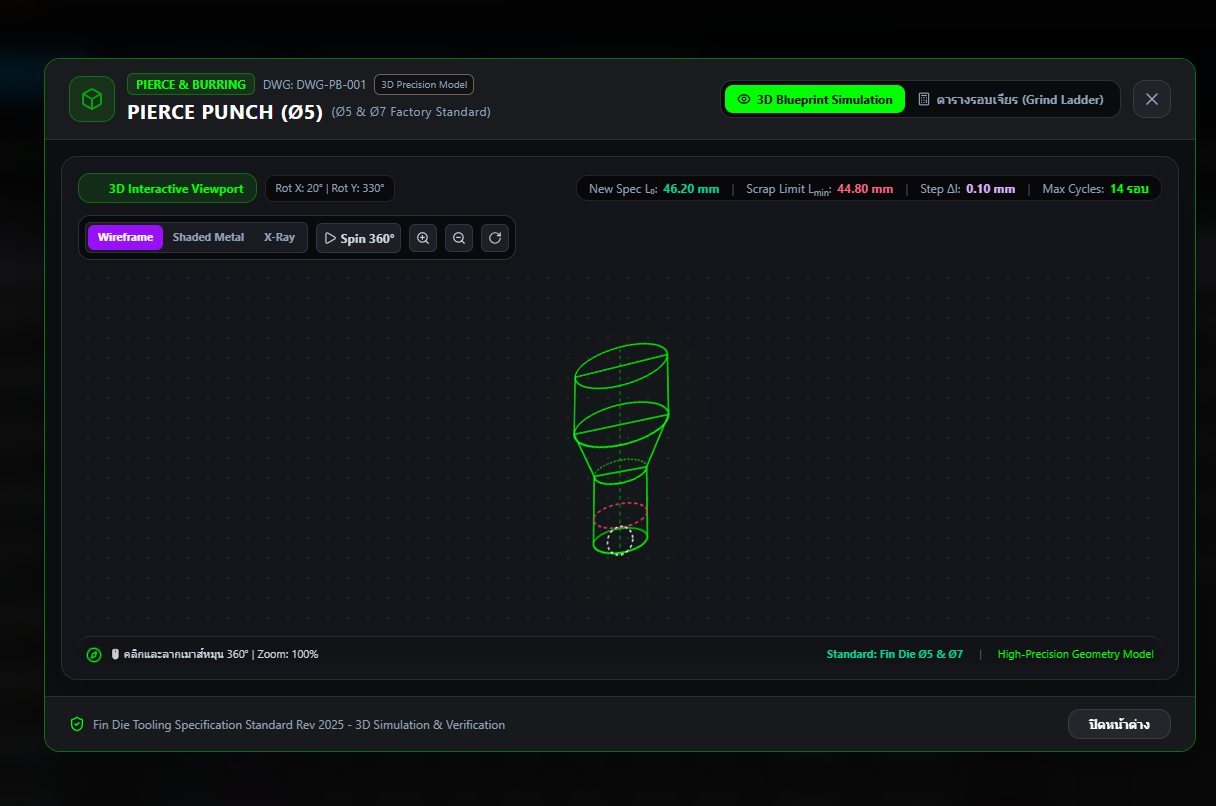 PIERCE & BURRING DWG: DWG-PB-001 3D Precision Model
PIERCE PUNCH (Ø5) (Ø5 & Ø7 Factory Standard)
3D Blueprint Simulation ตารางรอบเจียร (Grind Ladder)
3D Interactive Viewport Rot X: 20° | Rot Y: 330°
New Spec L₀: 46.20 mm | Scrap Limit Lmin: 44.80 mm | Step Δl: 0.10 mm | Max Cycles: 14 รอบ
Wireframe Shaded Metal X-Ray Spin 360°
คลิกและลากเมาส์หมุน 360° | Zoom: 100%
Standard: Fin Die Ø5 & Ø7 | High-Precision Geometry Model
Fin Die Tooling Specification Standard Rev 2025 - 3D Simulation & Verification
ปิดหน้าต่าง